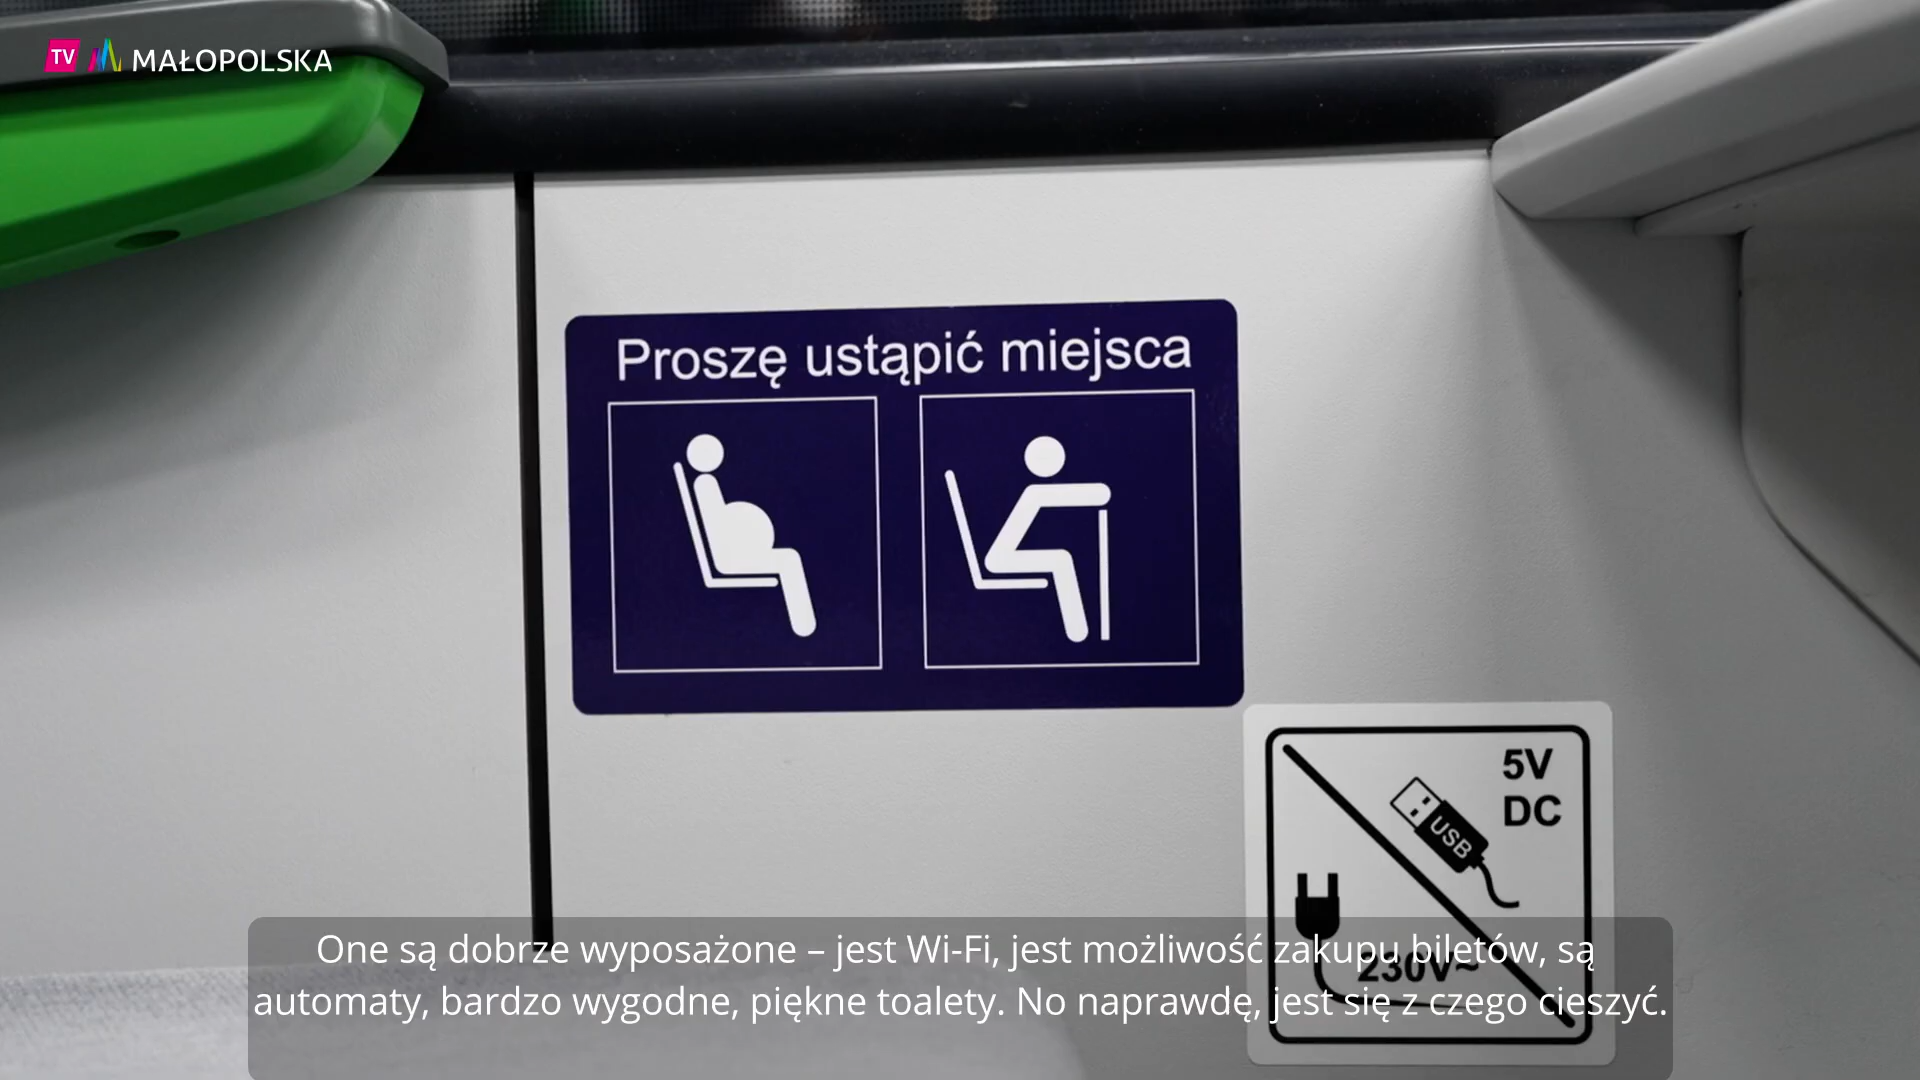 TV MAŁOPOLSKA
Proszę ustąpić miejsca
5V
DC
USB
230V~
One są dobrze wyposażone – jest Wi-Fi, jest możliwość zakupu biletów, są
automaty, bardzo wygodne, piękne toalety. No naprawdę, jest się z czego cieszyć.